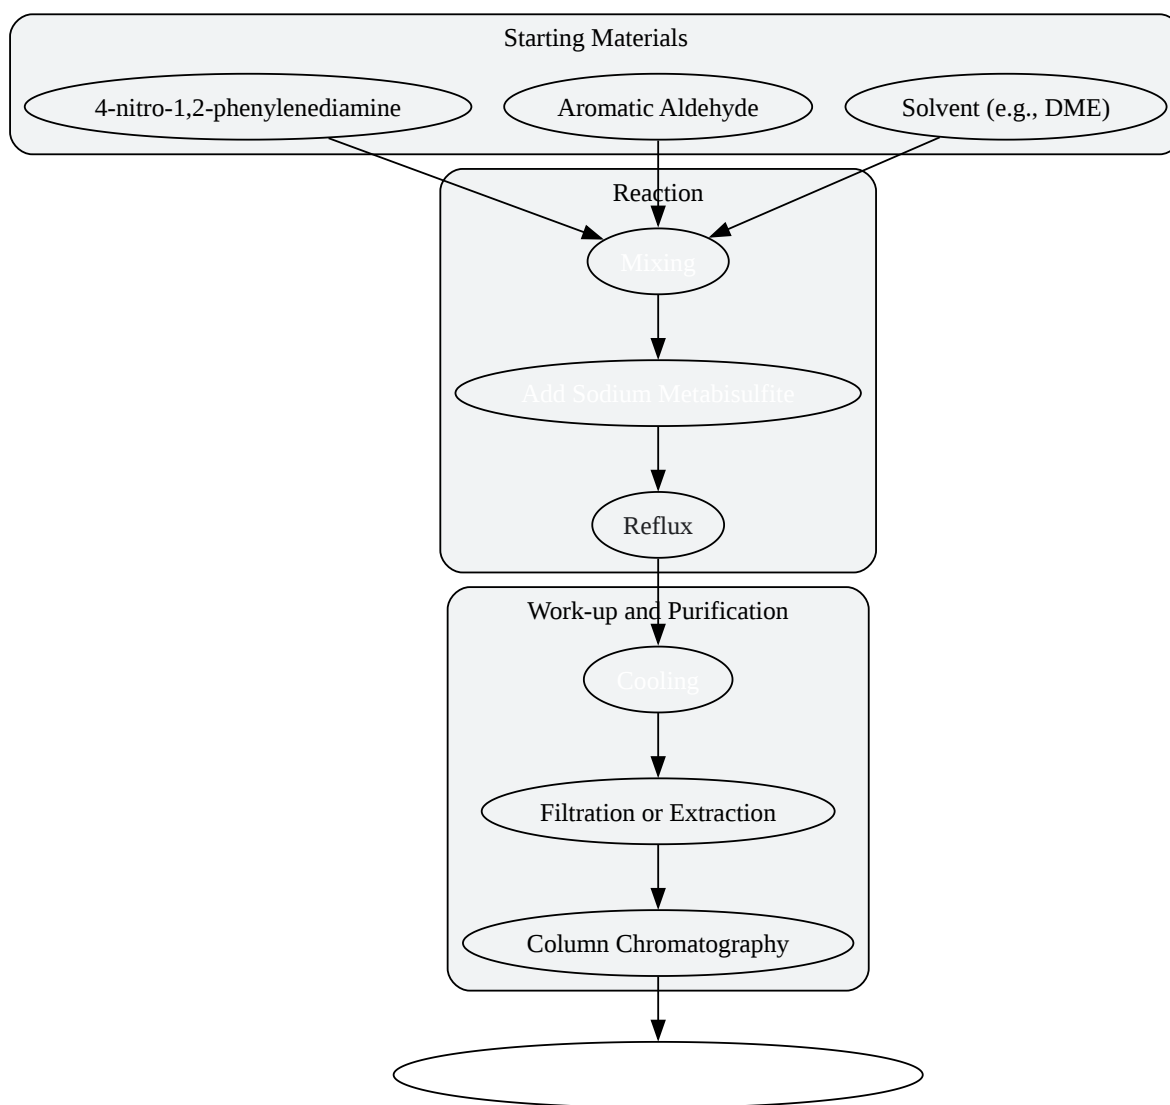 Starting Materials
4-nitro-1,2-phenylenediamine
Aromatic Aldehyde
Solvent (e.g., DME)
Reaction
Mixing
Add Sodium Metabisulfite
Reflux
Work-up and Purification
Cooling
Filtration or Extraction
Column Chromatography